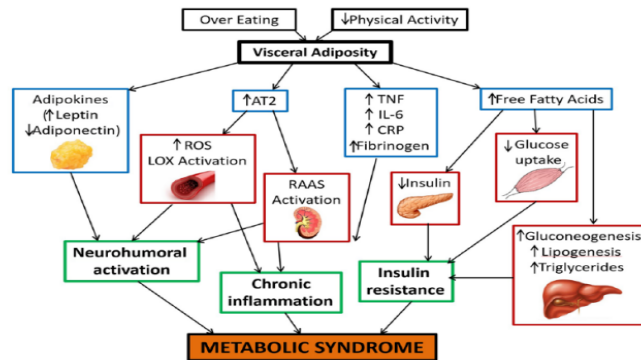 Over Eating
↓Physical Activity
Visceral Adiposity
Adipokines
(↑Leptin
↓Adiponectin)
↑AT2
↑ TNF
↑ IL-6
↑ CRP
↑Fibrinogen
↑Free Fatty Acids
↑ ROS
LOX Activation
RAAS
Activation
↓Insulin
↓ Glucose
uptake
↑Gluconeogenesis
↑ Lipogenesis
↑Triglycerides
Neurohumoral
activation
Chronic
inflammation
Insulin
resistance
METABOLIC SYNDROME